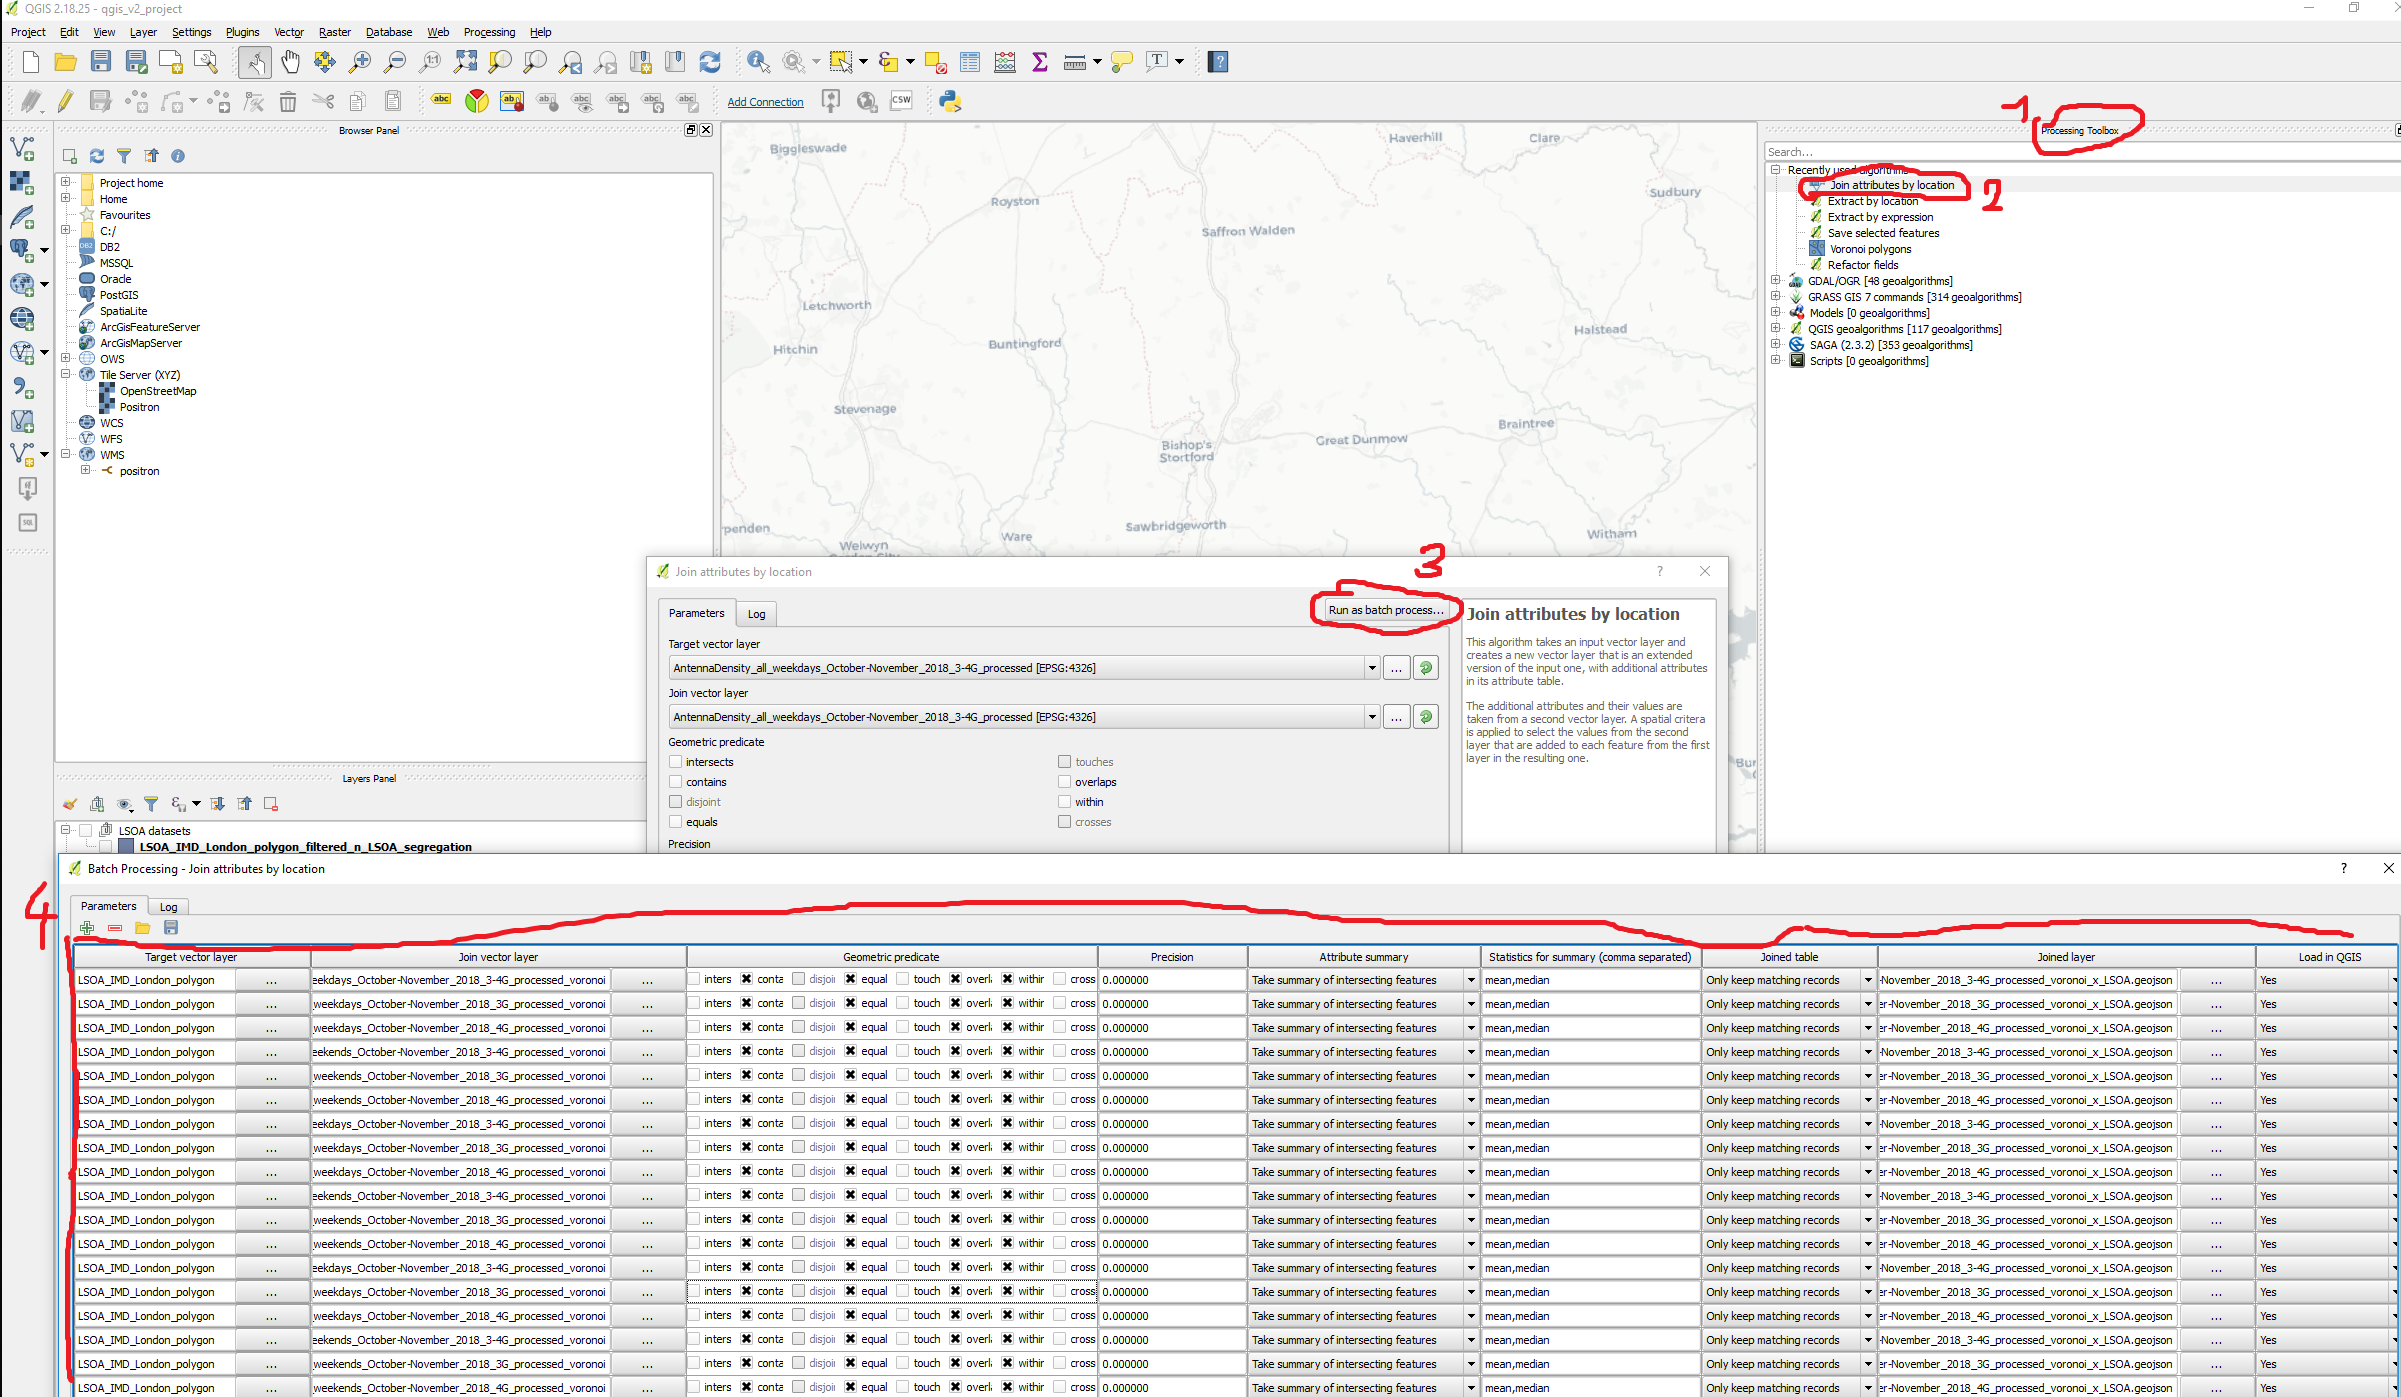 QGIS 2.18.25 - qgis_v2_project
Project Edit View Layer Settings Plugins Vector Raster Database Web Processing Help
Add Connection
CSW
Browser Panel
Project home
Home
Favourites
C:/
DB2
MSSQL
Oracle
PostGIS
SpatiaLite
ArcGisFeatureServer
ArcGisMapServer
OWS
Tile Server (XYZ)
OpenStreetMap
Positron
WCS
WFS
WMS
positron
Layers Panel
LSOA datasets
LSOA_IMD_London_polygon_filtered_n_LSOA_segregation
Biggleswade
Haverhill
Clare
Sudbury
Royston
Saffron Walden
Letchworth
Hitchin
Buntingford
Halstead
Stevenage
Braintree
Bishop's
Stortford
Great Dunmow
Sawbridgeworth
Ware
Witham
Welwyn
1
Processing Toolbox
Search...
Recently used algorithms
Join attributes by location
2
Extract by location
Extract by expression
Save selected features
Voronoi polygons
Refactor fields
GDAL/OGR [48 geoalgorithms]
GRASS GIS 7 commands [314 geoalgorithms]
Models [0 geoalgorithms]
QGIS geoalgorithms [117 geoalgorithms]
SAGA (2.3.2) [353 geoalgorithms]
Scripts [0 geoalgorithms]
3
Join attributes by location
Parameters Log
Run as batch process...
Target vector layer
AntennaDensity_all_weekdays_October-November_2018_3-4G_processed [EPSG:4326]
Join vector layer
AntennaDensity_all_weekdays_October-November_2018_3-4G_processed [EPSG:4326]
Geometric predicate
intersects touches
contains overlaps
disjoint within
equals crosses
Precision
Join attributes by location
This algorithm takes an input vector layer and
creates a new vector layer that is an extended
version of the input one, with additional attributes
in its attribute table.
The additional attributes and their values are
taken from a second vector layer. A spatial critera
is applied to select the values from the second
layer that are added to each feature from the first
layer in the resulting one.
4
Batch Processing - Join attributes by location
Parameters Log
Target vector layer Join vector layer Geometric predicate Precision Attribute summary Statistics for summary (comma separated) Joined table Joined layer Load in QGIS
LSOA_IMD_London_polygon ... eekdays_October-November_2018_3-4G_processed_voronoi ... inters conta disjoi equal touch overla withir cross 0.000000 Take summary of intersecting features mean,median Only keep matching records -November_2018_3-4G_processed_voronoi_x_LSOA.geojson ... Yes
LSOA_IMD_London_polygon ... weekdays_October-November_2018_3G_processed_voronoi ... inters conta disjoi equal touch overla withir cross 0.000000 Take summary of intersecting features mean,median Only keep matching records er-November_2018_3G_processed_voronoi_x_LSOA.geojson ... Yes
LSOA_IMD_London_polygon ... weekdays_October-November_2018_4G_processed_voronoi ... inters conta disjoi equal touch overla withir cross 0.000000 Take summary of intersecting features mean,median Only keep matching records er-November_2018_4G_processed_voronoi_x_LSOA.geojson ... Yes
LSOA_IMD_London_polygon ... eekends_October-November_2018_3-4G_processed_voronoi ... inters conta disjoi equal touch overla withir cross 0.000000 Take summary of intersecting features mean,median Only keep matching records -November_2018_3-4G_processed_voronoi_x_LSOA.geojson ... Yes
LSOA_IMD_London_polygon ... weekends_October-November_2018_3G_processed_voronoi ... inters conta disjoi equal touch overla withir cross 0.000000 Take summary of intersecting features mean,median Only keep matching records er-November_2018_3G_processed_voronoi_x_LSOA.geojson ... Yes
LSOA_IMD_London_polygon ... weekends_October-November_2018_4G_processed_voronoi ... inters conta disjoi equal touch overla withir cross 0.000000 Take summary of intersecting features mean,median Only keep matching records er-November_2018_4G_processed_voronoi_x_LSOA.geojson ... Yes
LSOA_IMD_London_polygon ... eekdays_October-November_2018_3-4G_processed_voronoi ... inters conta disjoi equal touch overla withir cross 0.000000 Take summary of intersecting features mean,median Only keep matching records -November_2018_3-4G_processed_voronoi_x_LSOA.geojson ... Yes
LSOA_IMD_London_polygon ... weekdays_October-November_2018_3G_processed_voronoi ... inters conta disjoi equal touch overla withir cross 0.000000 Take summary of intersecting features mean,median Only keep matching records er-November_2018_3G_processed_voronoi_x_LSOA.geojson ... Yes
LSOA_IMD_London_polygon ... weekdays_October-November_2018_4G_processed_voronoi ... inters conta disjoi equal touch overla withir cross 0.000000 Take summary of intersecting features mean,median Only keep matching records er-November_2018_4G_processed_voronoi_x_LSOA.geojson ... Yes
LSOA_IMD_London_polygon ... eekends_October-November_2018_3-4G_processed_voronoi ... inters conta disjoi equal touch overla withir cross 0.000000 Take summary of intersecting features mean,median Only keep matching records -November_2018_3-4G_processed_voronoi_x_LSOA.geojson ... Yes
LSOA_IMD_London_polygon ... weekends_October-November_2018_3G_processed_voronoi ... inters conta disjoi equal touch overla withir cross 0.000000 Take summary of intersecting features mean,median Only keep matching records er-November_2018_3G_processed_voronoi_x_LSOA.geojson ... Yes
LSOA_IMD_London_polygon ... weekends_October-November_2018_4G_processed_voronoi ... inters conta disjoi equal touch overla withir cross 0.000000 Take summary of intersecting features mean,median Only keep matching records er-November_2018_4G_processed_voronoi_x_LSOA.geojson ... Yes
LSOA_IMD_London_polygon ... eekdays_October-November_2018_3-4G_processed_voronoi ... inters conta disjoi equal touch overla withir cross 0.000000 Take summary of intersecting features mean,median Only keep matching records -November_2018_3-4G_processed_voronoi_x_LSOA.geojson ... Yes
LSOA_IMD_London_polygon ... weekdays_October-November_2018_3G_processed_voronoi ... inters conta disjoi equal touch overla withir cross 0.000000 Take summary of intersecting features mean,median Only keep matching records er-November_2018_3G_processed_voronoi_x_LSOA.geojson ... Yes
LSOA_IMD_London_polygon ... weekdays_October-November_2018_4G_processed_voronoi ... inters conta disjoi equal touch overla withir cross 0.000000 Take summary of intersecting features mean,median Only keep matching records er-November_2018_4G_processed_voronoi_x_LSOA.geojson ... Yes
LSOA_IMD_London_polygon ... eekends_October-November_2018_3-4G_processed_voronoi ... inters conta disjoi equal touch overla withir cross 0.000000 Take summary of intersecting features mean,median Only keep matching records -November_2018_3-4G_processed_voronoi_x_LSOA.geojson ... Yes
LSOA_IMD_London_polygon ... weekends_October-November_2018_3G_processed_voronoi ... inters conta disjoi equal touch overla withir cross 0.000000 Take summary of intersecting features mean,median Only keep matching records er-November_2018_3G_processed_voronoi_x_LSOA.geojson ... Yes
LSOA_IMD_London_polygon ... weekends_October-November_2018_4G_processed_voronoi ... inters conta disjoi equal touch overla withir cross 0.000000 Take summary of intersecting features mean,median Only keep matching records er-November_2018_4G_processed_voronoi_x_LSOA.geojson ... Yes